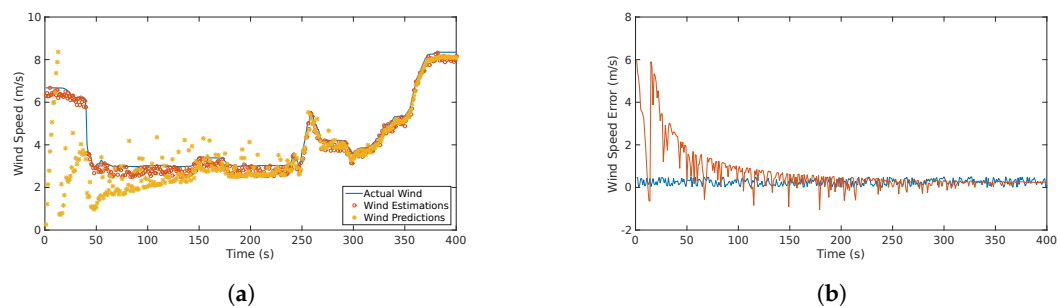 10
8
6
4
2
0
Wind Speed (m/s)
0 50 100 150 200 250 300 350 400
Time (s)
Actual Wind
Wind Estimations
Wind Predictions
(a)
8
6
4
2
0
-2
Wind Speed Error (m/s)
0 50 100 150 200 250 300 350 400
Time (s)
(b)